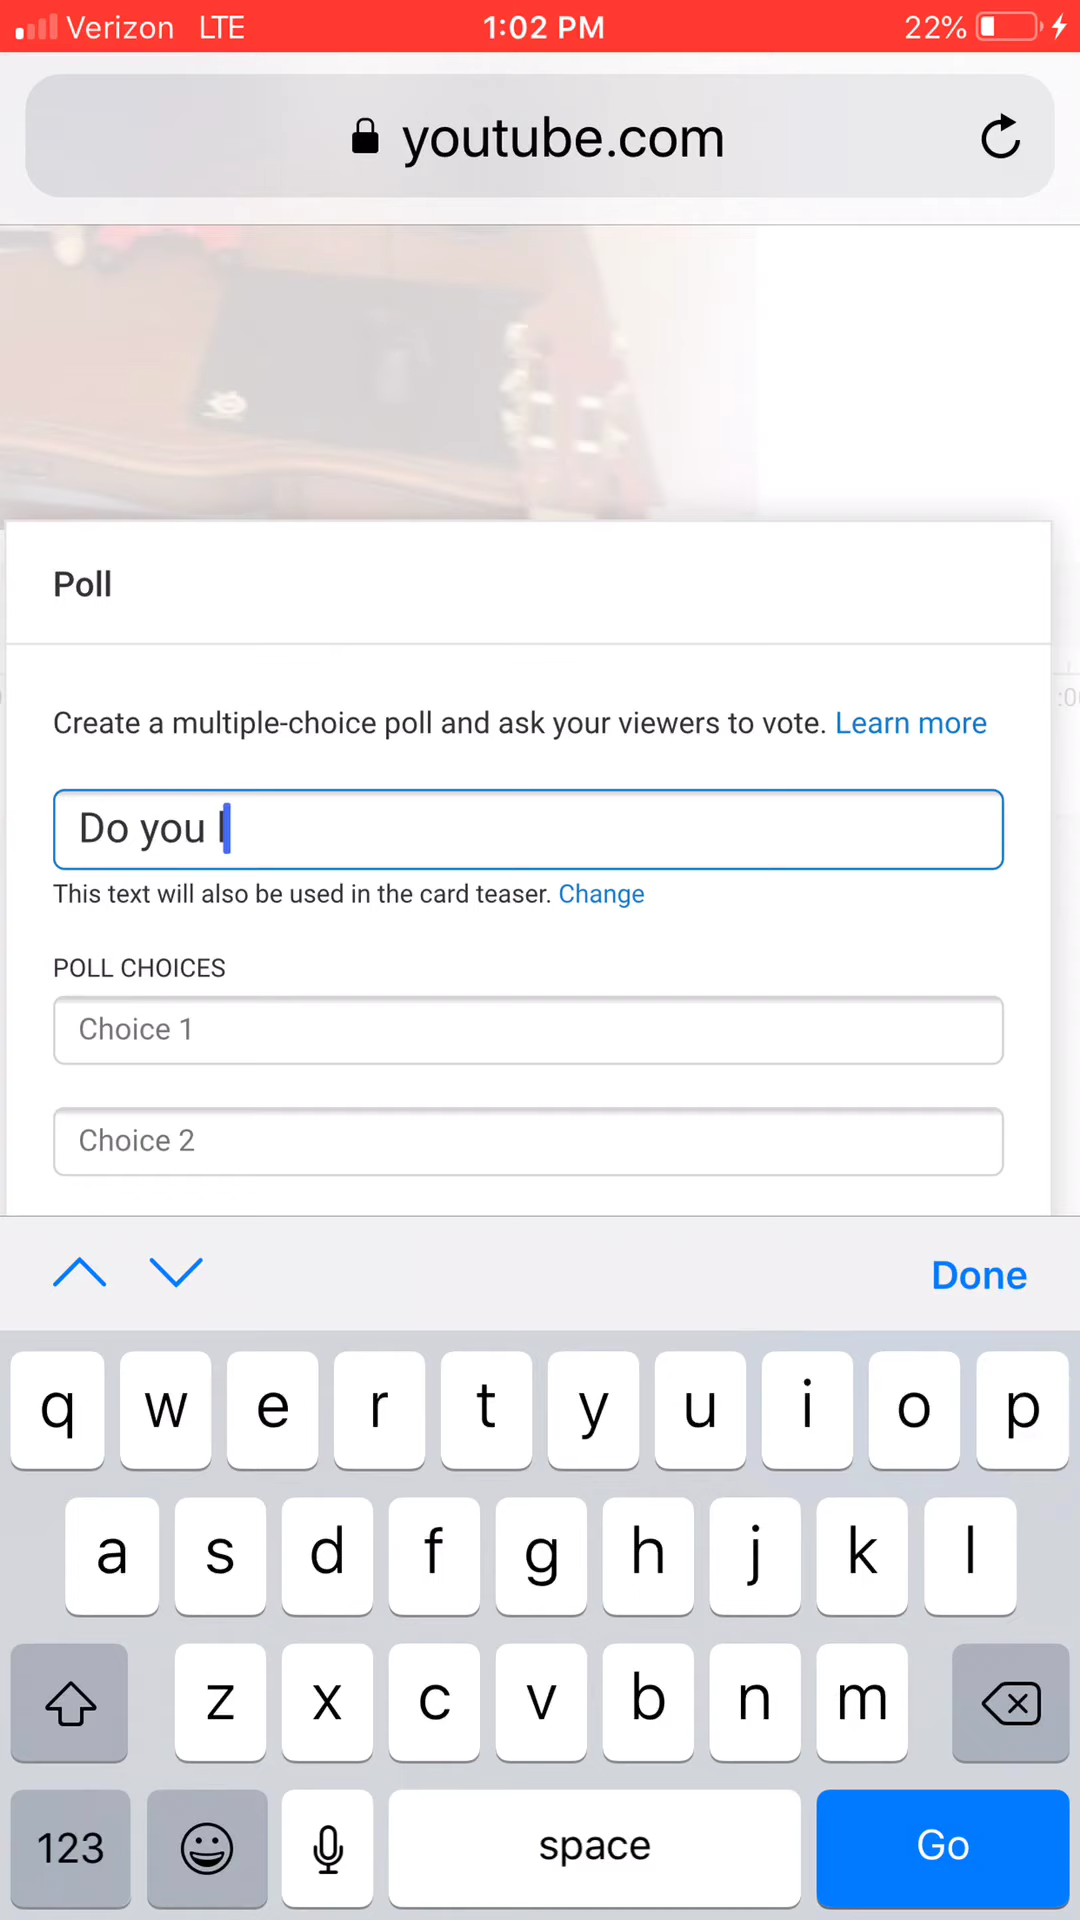 Verizon LTE 1:02 PM 22%
youtube.com
Poll
:00
Create a multiple-choice poll and ask your viewers to vote. Learn more
Do you l
This text will also be used in the card teaser. Change
POLL CHOICES
Choice 1
Choice 2
Done
q w e r t y u i o p
a s d f g h j k l
z x c v b n m
123 space Go